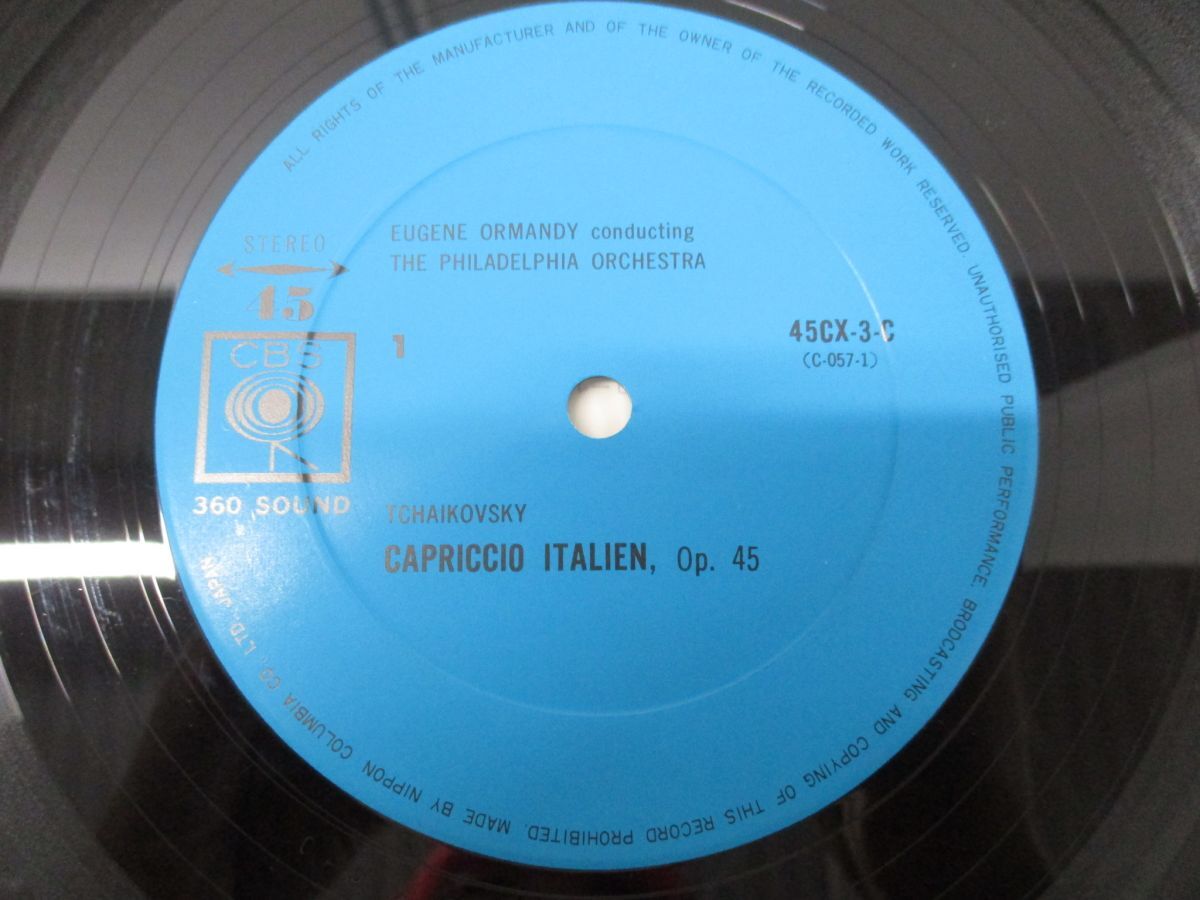 ALL RIGHTS OF THE MANUFACTURER AND OF THE OWNER OF THE RECORDED WORK RESERVED. UNAUTHORISED PUBLIC PERFORMANCE. BRODCASTING AND COPYING OF THIS RECORD PROHIBITED. MADE BY NIPPON COLUMBIA CO., LTD. JAPAN
EUGENE ORMANDY conducting
THE PHILADELPHIA ORCHESTRA
STEREO
45
CBS
360 SOUND
1
45CX-3-C
(C-057-1)
TCHAIKOVSKY
CAPRICCIO ITALIEN, Op. 45